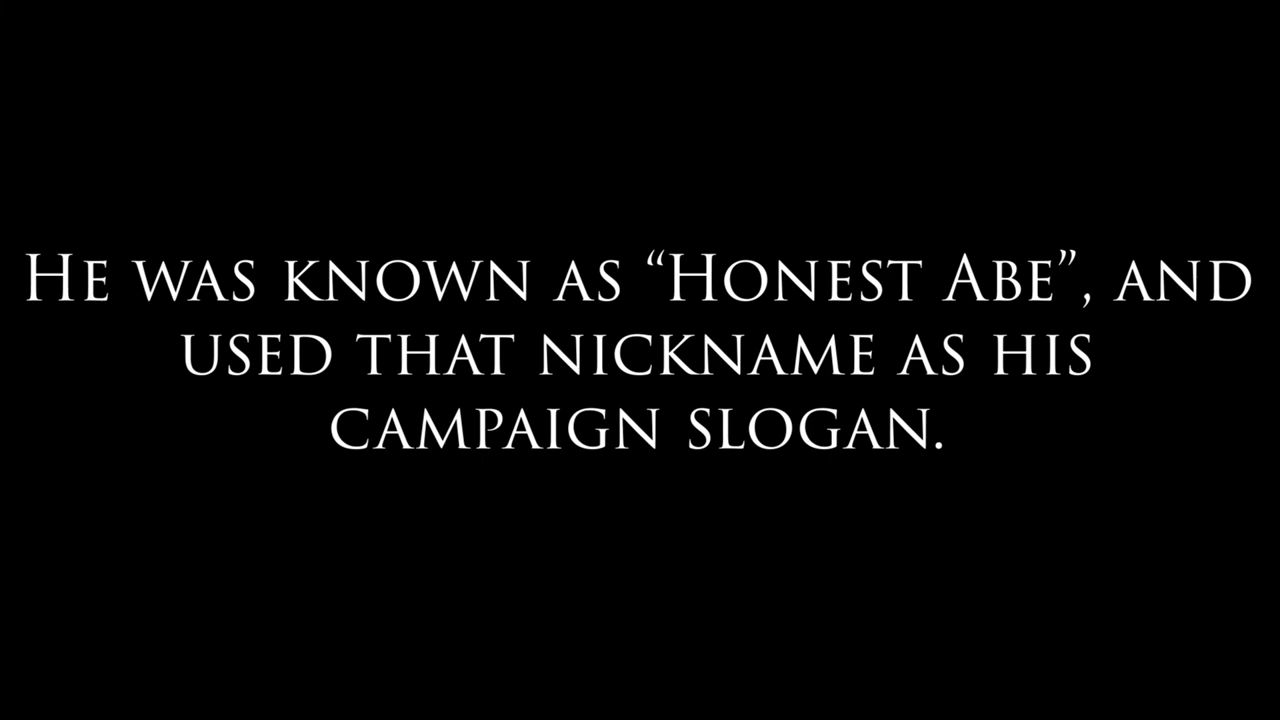 He was known as “Honest Abe”, and
used that nickname as his
campaign slogan.